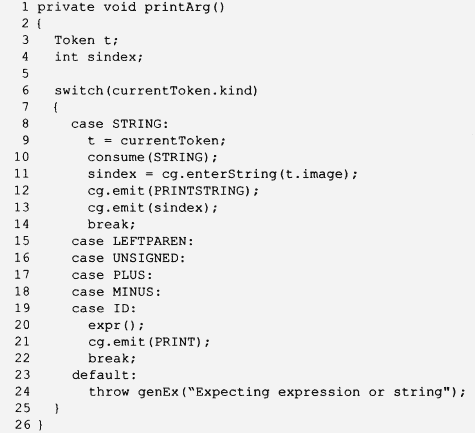 1 private void printArg()
2 {
3   Token t;
4   int sindex;
5
6   switch(currentToken.kind)
7   {
8     case STRING:
9       t = currentToken;
10       consume(STRING);
11       sindex = cg.enterString(t.image);
12       cg.emit(PRINTSTRING);
13       cg.emit(sindex);
14       break;
15     case LEFTPAREN:
16     case UNSIGNED:
17     case PLUS:
18     case MINUS:
19     case ID:
20       expr();
21       cg.emit(PRINT);
22       break;
23     default:
24       throw genEx("Expecting expression or string");
25   }
26 }